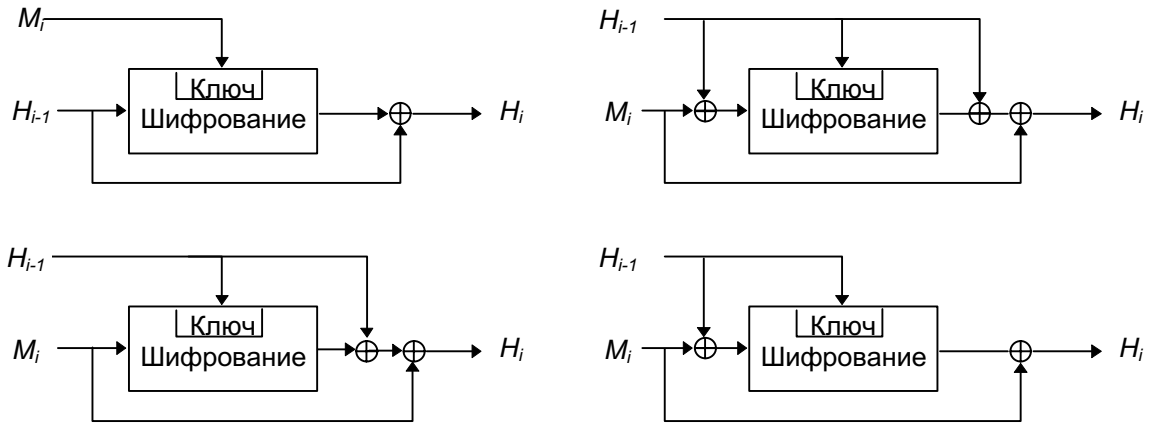 M_i
Ключ
H_{i-1}
Шифрование
H_i
H_{i-1}
Ключ
M_i
Шифрование
H_i
H_{i-1}
Ключ
M_i
Шифрование
H_i
H_{i-1}
Ключ
M_i
Шифрование
H_i